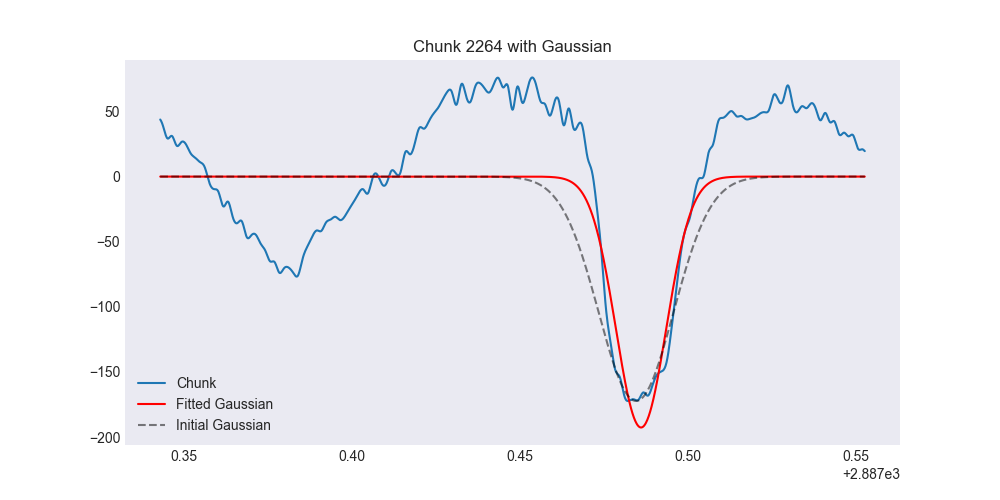 Chunk 2264 with Gaussian
50
0
−50
−100
−150
−200
Chunk
Fitted Gaussian
Initial Gaussian
0.35 0.40 0.45 0.50 0.55
+2.887e3